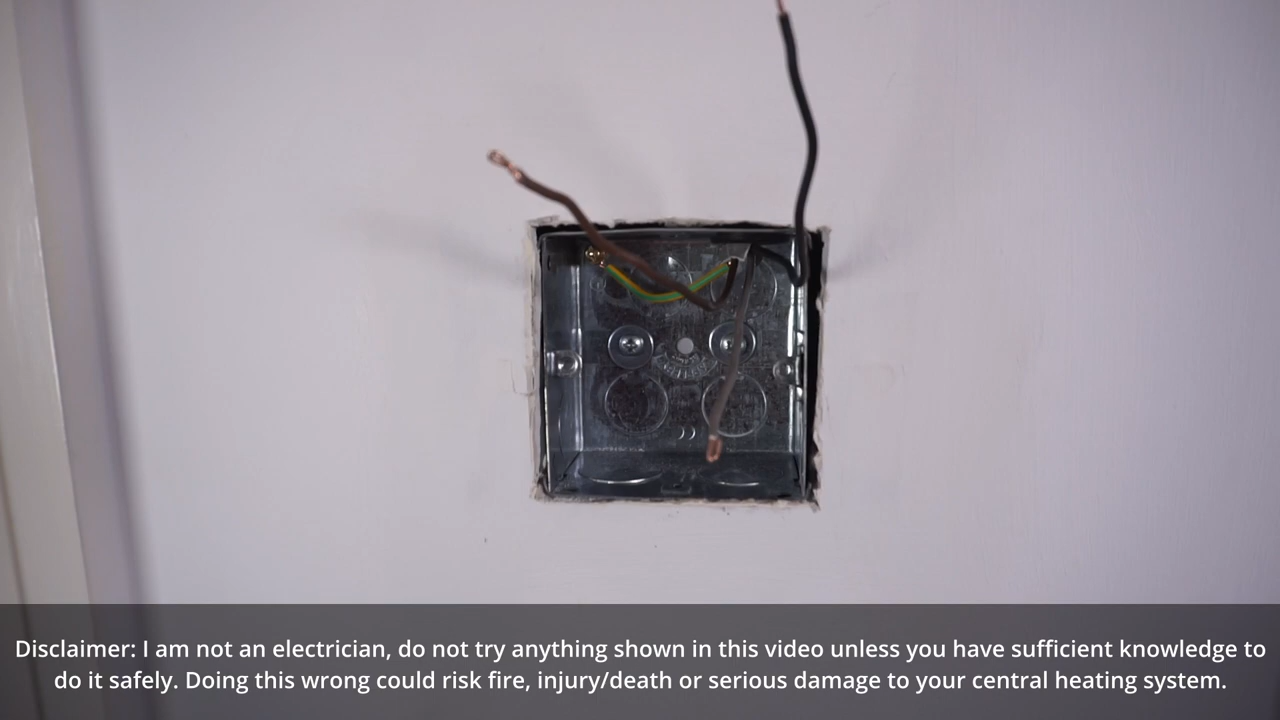 Disclaimer: I am not an electrician, do not try anything shown in this video unless you have sufficient knowledge to
do it safely. Doing this wrong could risk fire, injury/death or serious damage to your central heating system.